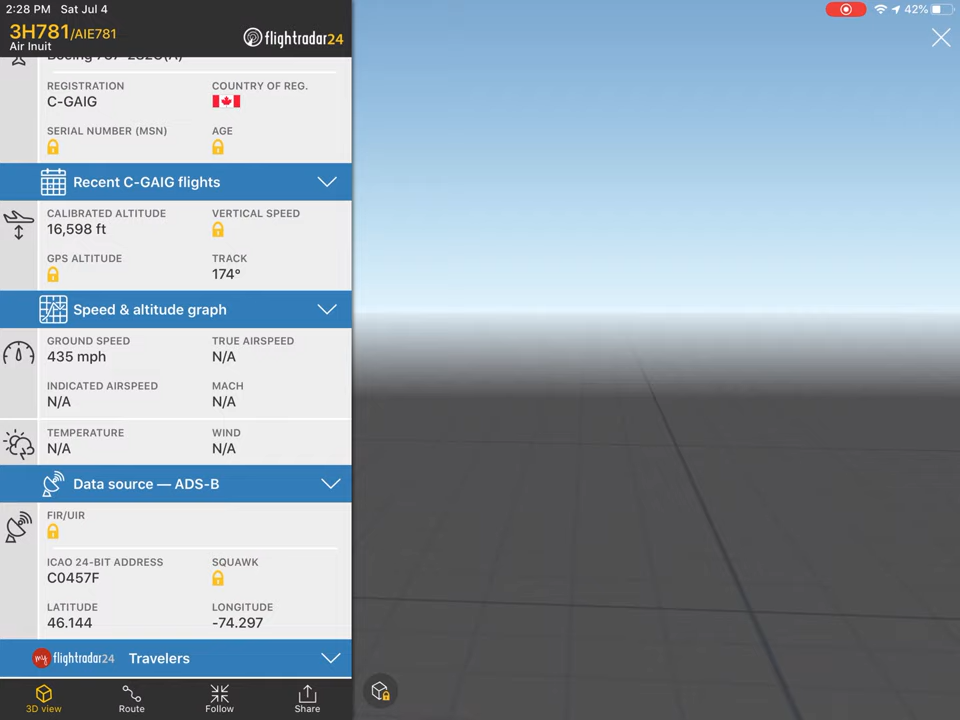 2:28 PM Sat Jul 4
42%
3H781/AIE781
Air Inuit
flightradar24
REGISTRATION COUNTRY OF REG.
C-GAIG
SERIAL NUMBER (MSN) AGE
Recent C-GAIG flights
CALIBRATED ALTITUDE VERTICAL SPEED
16,598 ft
GPS ALTITUDE TRACK
174°
Speed & altitude graph
GROUND SPEED TRUE AIRSPEED
435 mph N/A
INDICATED AIRSPEED MACH
N/A N/A
TEMPERATURE WIND
N/A N/A
Data source — ADS-B
FIR/UIR
ICAO 24-BIT ADDRESS SQUAWK
C0457F
LATITUDE LONGITUDE
46.144 -74.297
my flightradar24 Travelers
3D view Route Follow Share